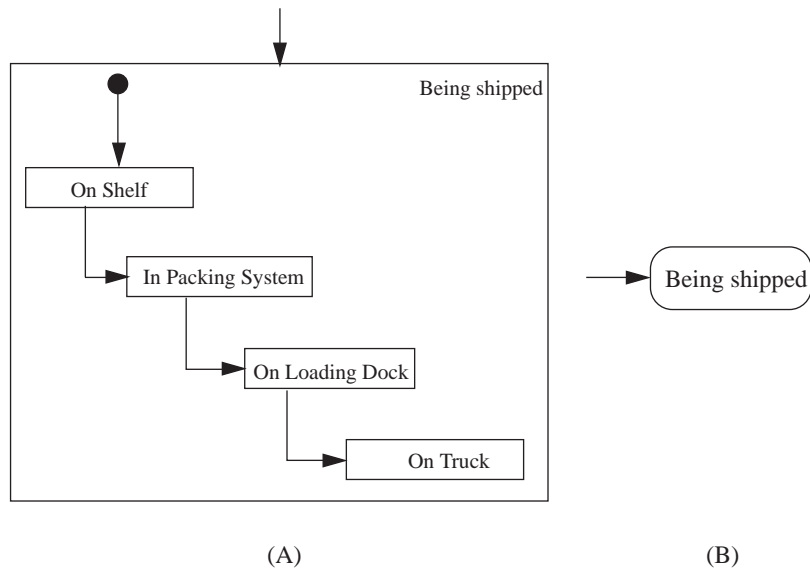 Being shipped
On Shelf
In Packing System
Being shipped
On Loading Dock
On Truck
(A)
(B)